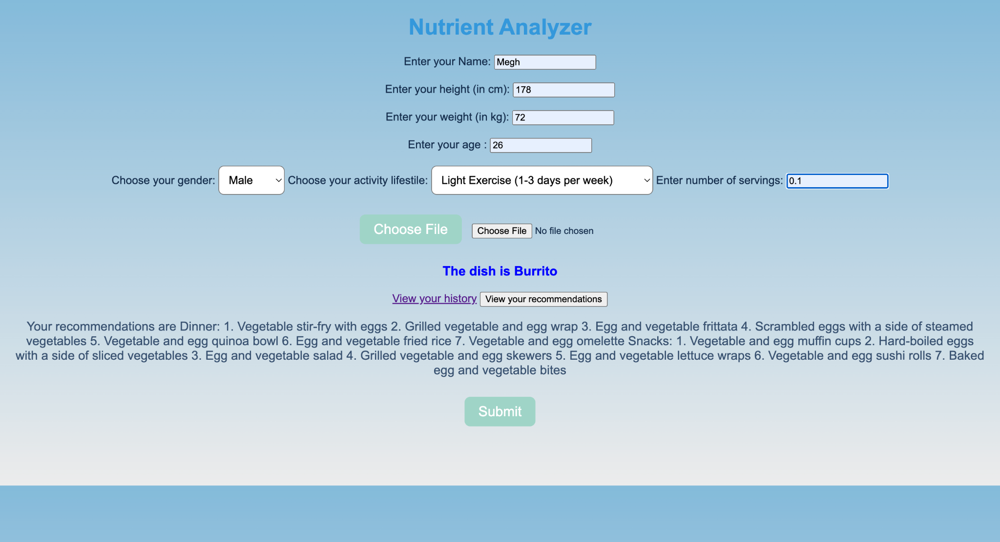 Nutrient Analyzer
Enter your Name: Megh
Enter your height (in cm): 178
Enter your weight (in kg): 72
Enter your age : 26
Choose your gender: Male Choose your activity lifestile: Light Exercise (1-3 days per week) Enter number of servings: 0.1
Choose File Choose File No file chosen
The dish is Burrito
View your history View your recommendations
Your recommendations are Dinner: 1. Vegetable stir-fry with eggs 2. Grilled vegetable and egg wrap 3. Egg and vegetable frittata 4. Scrambled eggs with a side of steamed
vegetables 5. Vegetable and egg quinoa bowl 6. Egg and vegetable fried rice 7. Vegetable and egg omelette Snacks: 1. Vegetable and egg muffin cups 2. Hard-boiled eggs
with a side of sliced vegetables 3. Egg and vegetable salad 4. Grilled vegetable and egg skewers 5. Egg and vegetable lettuce wraps 6. Vegetable and egg sushi rolls 7. Baked
egg and vegetable bites
Submit